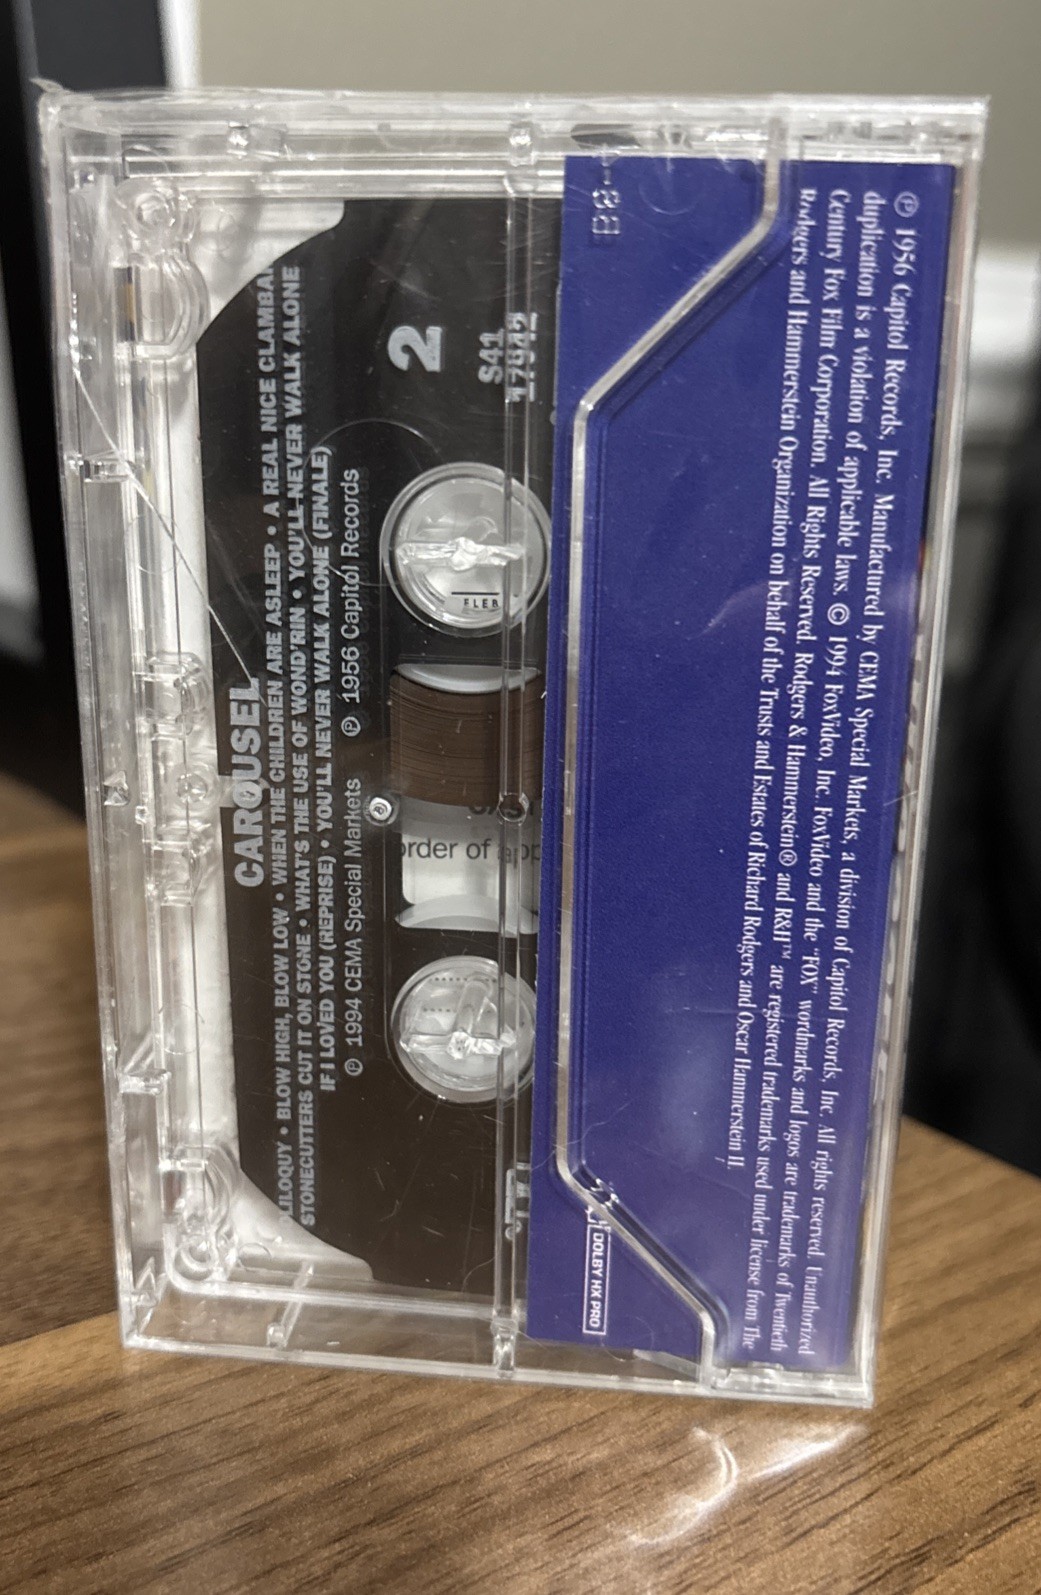 CAROUSEL
BLOW HIGH, BLOW LOW • WHEN THE CHILDREN ARE ASLEEP • A REAL NICE
STONECUTTERS CUT IT ON STONE • WHAT'S THE USE OF WOND'RIN • YOU'LL NEVER WALK ALONE
IF I LOVED YOU (REPRISE) • YOU'LL NEVER WALK ALONE (FINALE)
℗ 1994 CEMA Special Markets ℗ 1956 Capitol Records
2
S41
17942
order of
℗ 1956 Capitol Records, Inc. Manufactured by CEMA Special Markets, a division of Capitol Records, Inc. All rights reserved. Unauthorized
duplication is a violation of applicable laws. © 1994 FoxVideo, Inc. FoxVideo and the "FOX" wordmarks and logos are trademarks of Twentieth
Century Fox Film Corporation. All Rights Reserved. Rodgers & Hammerstein® and R&H™ are registered trademarks used under license from The
Rodgers and Hammerstein Organization on behalf of the Trusts and Estates of Richard Rodgers and Oscar Hammerstein II.
DOLBY HX PRO